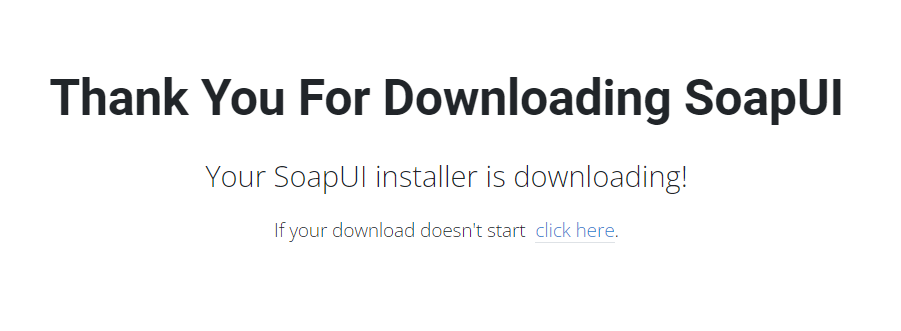 Thank You For Downloading SoapUI
Your SoapUI installer is downloading!
If your download doesn't start click here.